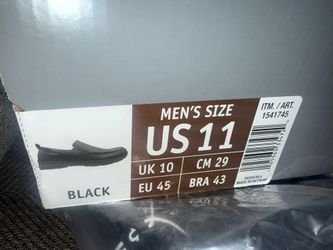 MEN'S SIZE
US 11
UK 10
CM 29
EU 45
BRA 43
BLACK
ITM. / ART.
1541745